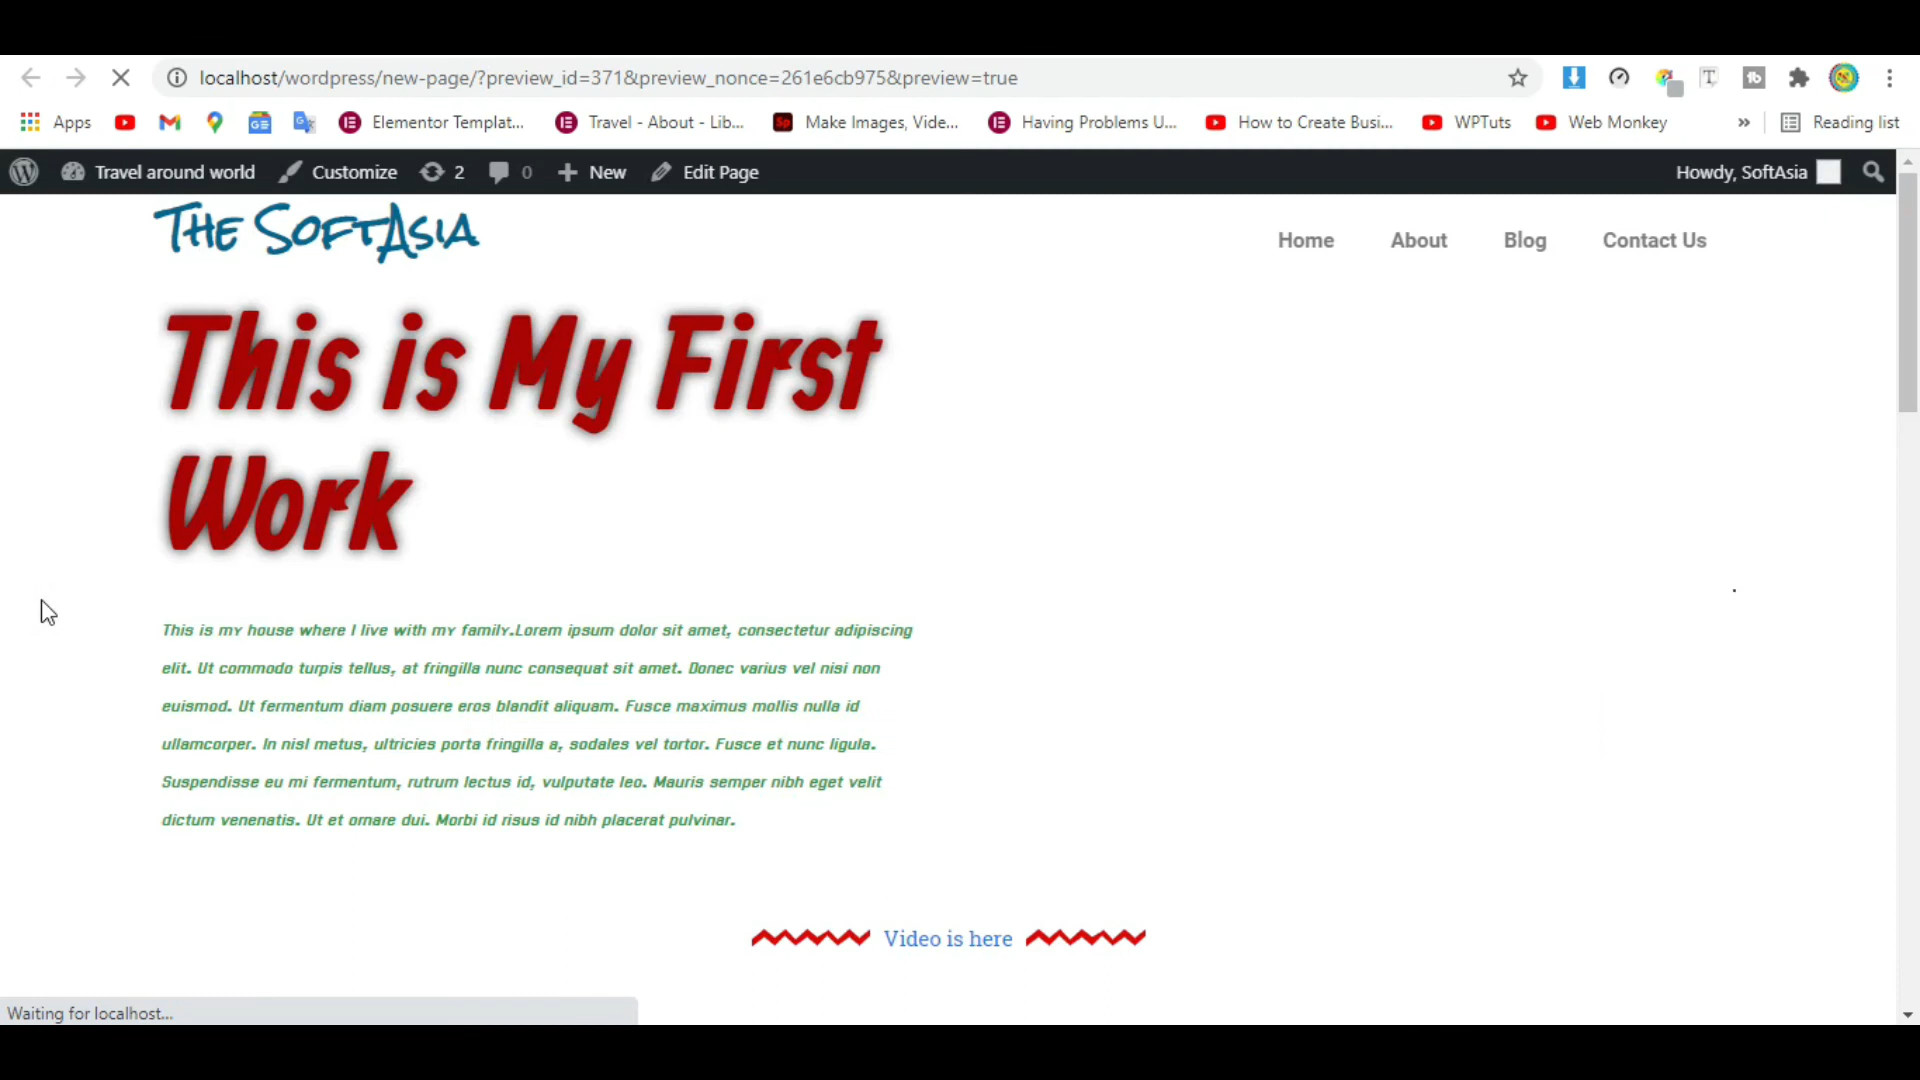 localhost/wordpress/new-page/?preview_id=371&preview_nonce=261e6cb975&preview=true
Apps
Elementor Templat...
Travel - About - Lib...
Make Images, Vide...
Having Problems U...
How to Create Busi...
WPTuts
Web Monkey
»
Reading list
Travel around world
Customize
2
0
New
Edit Page
Howdy, SoftAsia
The SoftAsia
Home
About
Blog
Contact Us
This is My First
Work
This is my house where I live with my family.Lorem ipsum dolor sit amet, consectetur adipiscing
elit. Ut commodo turpis tellus, at fringilla nunc consequat sit amet. Donec varius vel nisi non
euismod. Ut fermentum diam posuere eros blandit aliquam. Fusce maximus mollis nulla id
ullamcorper. In nisl metus, ultricies porta fringilla a, sodales vel tortor. Fusce et nunc ligula.
Suspendisse eu mi fermentum, rutrum lectus id, vulputate leo. Mauris semper nibh eget velit
dictum venenatis. Ut et ornare dui. Morbi id risus id nibh placerat pulvinar.
Video is here
Waiting for localhost...